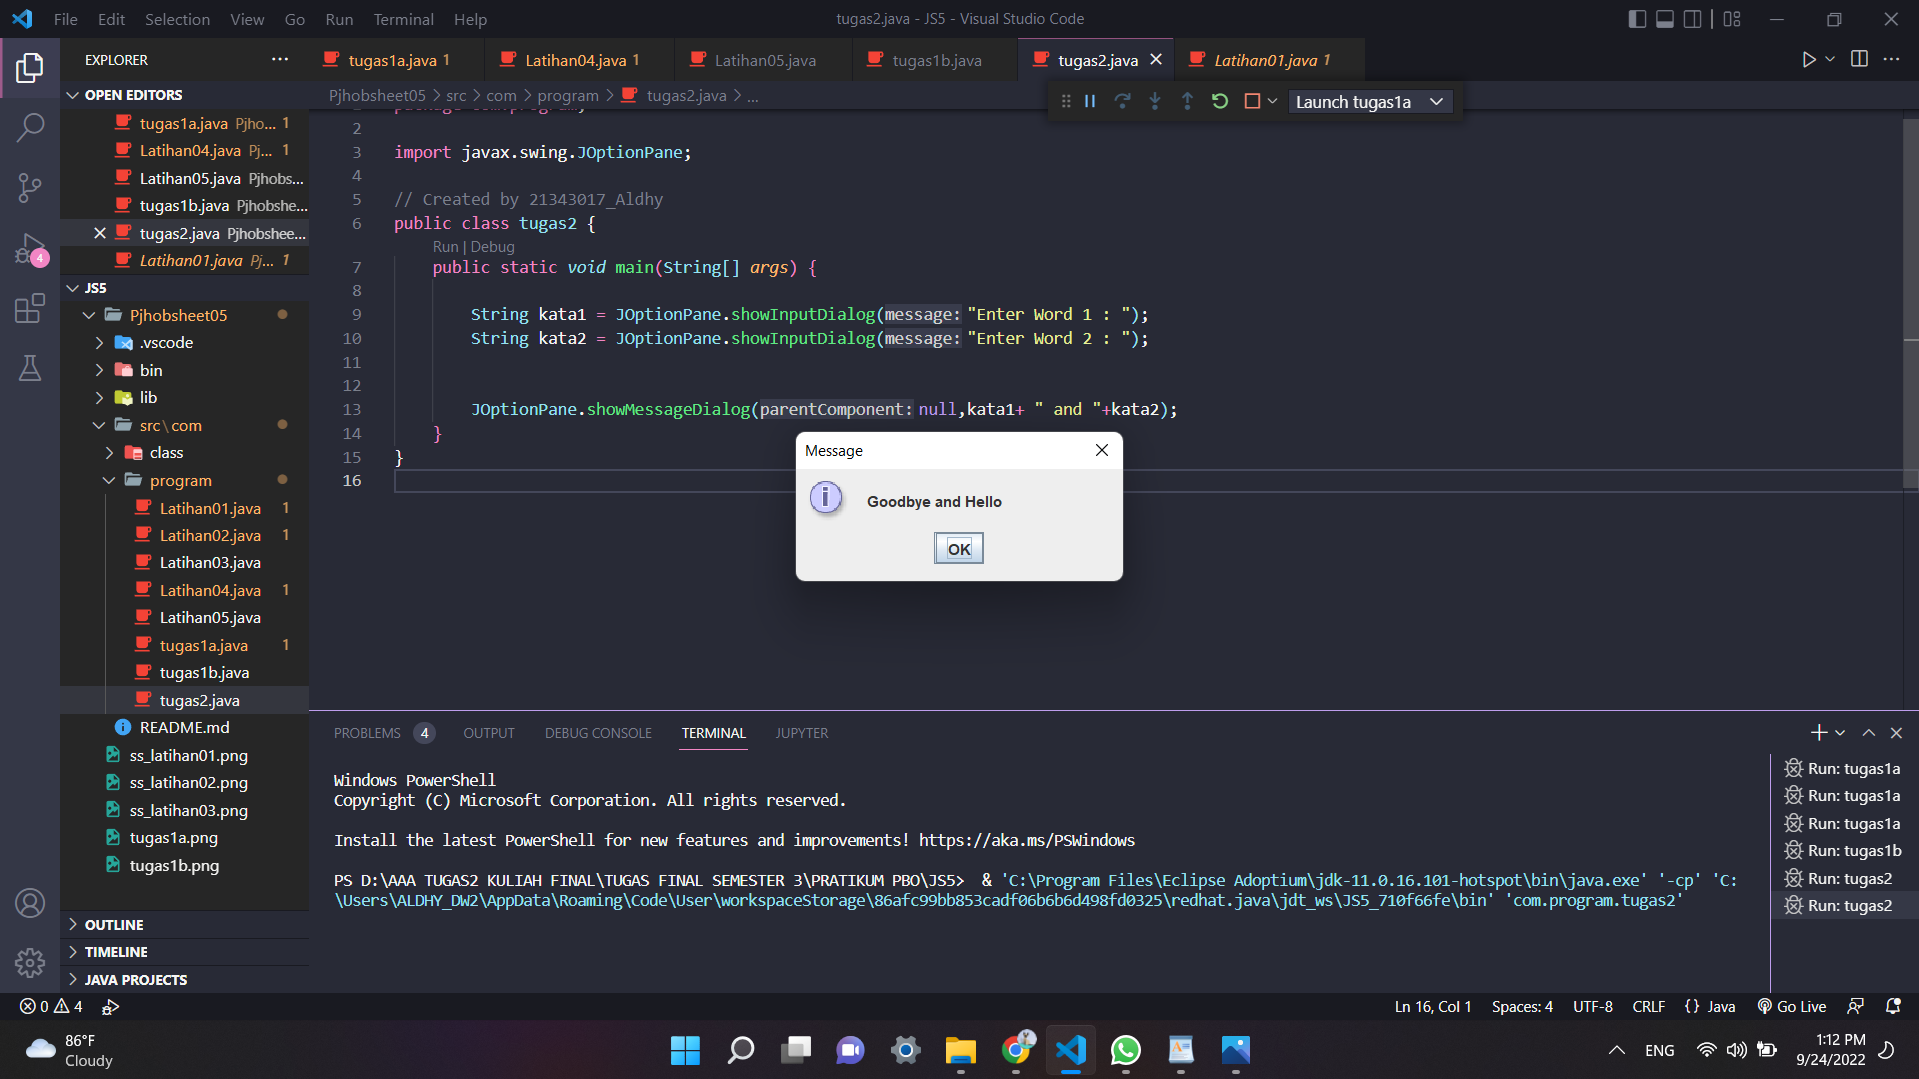 File Edit Selection View Go Run Terminal Help
tugas2.java - JS5 - Visual Studio Code
EXPLORER
tugas1a.java 1
Latihan04.java 1
Latihan05.java
tugas1b.java
tugas2.java
Latihan01.java 1
OPEN EDITORS
tugas1a.java Pjho... 1
Latihan04.java Pj... 1
Latihan05.java Pjhobs...
tugas1b.java Pjhobshe...
tugas2.java Pjhobshee...
Latihan01.java Pj... 1
4
JS5
Pjhobsheet05
.vscode
bin
lib
src\com
class
program
Latihan01.java 1
Latihan02.java 1
Latihan03.java
Latihan04.java 1
Latihan05.java
tugas1a.java 1
tugas1b.java
tugas2.java
README.md
ss_latihan01.png
ss_latihan02.png
ss_latihan03.png
tugas1a.png
tugas1b.png
OUTLINE
TIMELINE
JAVA PROJECTS
Pjhobsheet05 > src > com > program > tugas2.java > ...
Launch tugas1a
2
3 import javax.swing.JOptionPane;
4
5 // Created by 21343017_Aldhy
6 public class tugas2 {
Run | Debug
7 public static void main(String[] args) {
8
9 String kata1 = JOptionPane.showInputDialog(message: "Enter Word 1 : ");
10 String kata2 = JOptionPane.showInputDialog(message: "Enter Word 2 : ");
11
12
13 JOptionPane.showMessageDialog(parentComponent: null,kata1+ " and "+kata2);
14 }
15 }
16
Message
Goodbye and Hello
OK
PROBLEMS 4 OUTPUT DEBUG CONSOLE TERMINAL JUPYTER
Windows PowerShell
Copyright (C) Microsoft Corporation. All rights reserved.
Install the latest PowerShell for new features and improvements! https://aka.ms/PSWindows
PS D:\AAA TUGAS2 KULIAH FINAL\TUGAS FINAL SEMESTER 3\PRATIKUM PBO\JS5>  & 'C:\Program Files\Eclipse Adoptium\jdk-11.0.16.101-hotspot\bin\java.exe' '-cp' 'C:
\Users\ALDHY_DW2\AppData\Roaming\Code\User\workspaceStorage\86afc99bb853cadf06b6b6d498fd0325\redhat.java\jdt_ws\JS5_710f66fe\bin' 'com.program.tugas2'
Run: tugas1a
Run: tugas1a
Run: tugas1a
Run: tugas1b
Run: tugas2
Run: tugas2
0 4
Ln 16, Col 1 Spaces: 4 UTF-8 CRLF {} Java Go Live
86°F
Cloudy
ENG
1:12 PM
9/24/2022